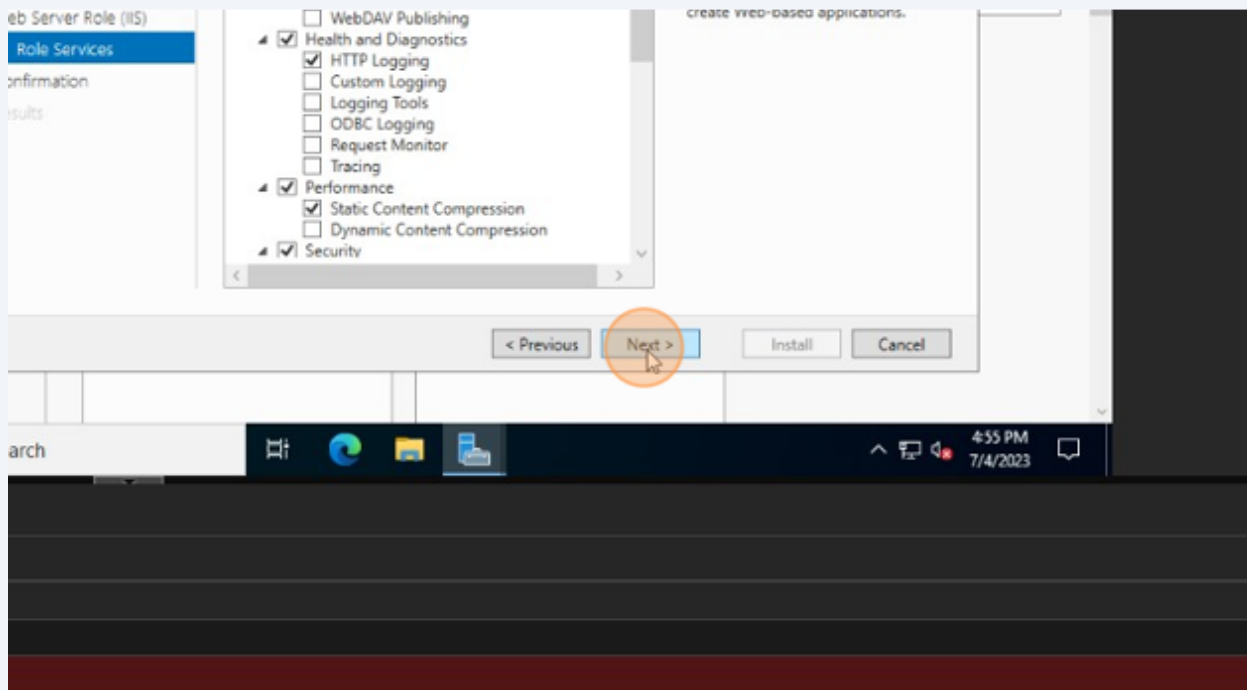 eb Server Role (IIS)
Role Services
onfirmation
esults
WebDAV Publishing
Health and Diagnostics
HTTP Logging
Custom Logging
Logging Tools
ODBC Logging
Request Monitor
Tracing
Performance
Static Content Compression
Dynamic Content Compression
Security
create Web-based applications.
< Previous
Next >
Install
Cancel
arch
4:55 PM
7/4/2023